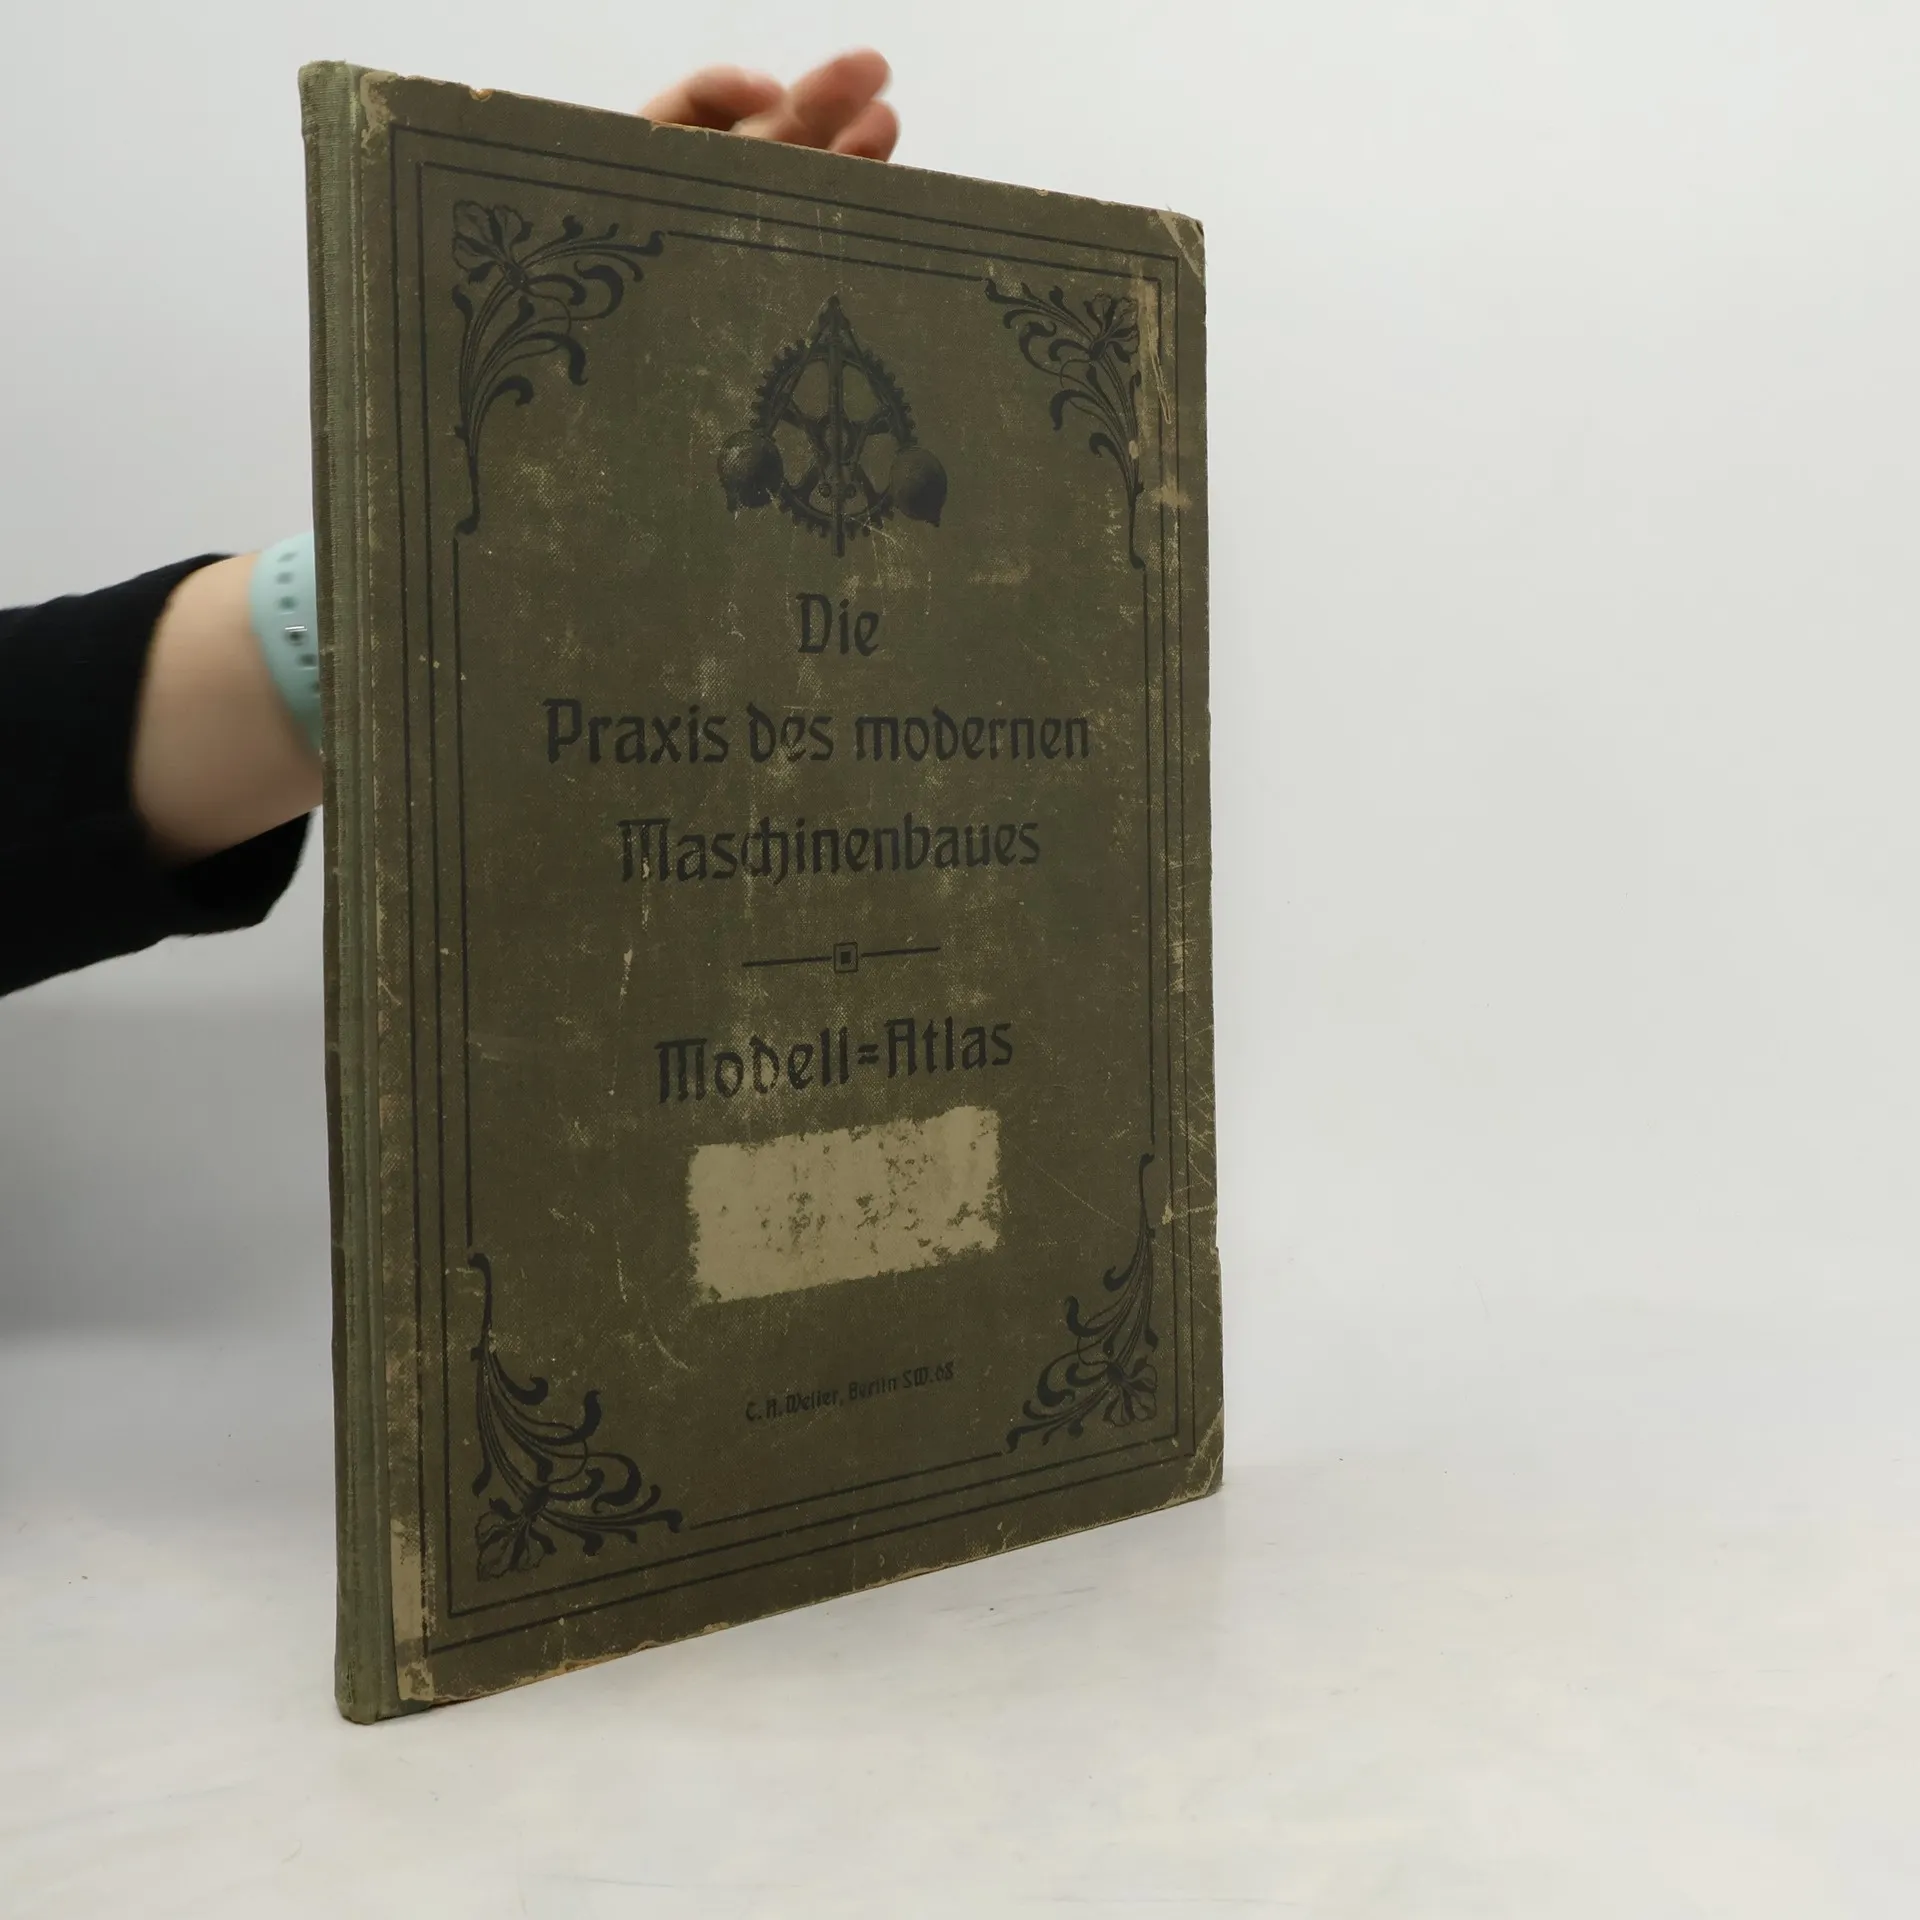 Die
Praxis des modernen
Maschinenbaues
Modell=Atlas
C. A. Weller, Berlin SW. 68